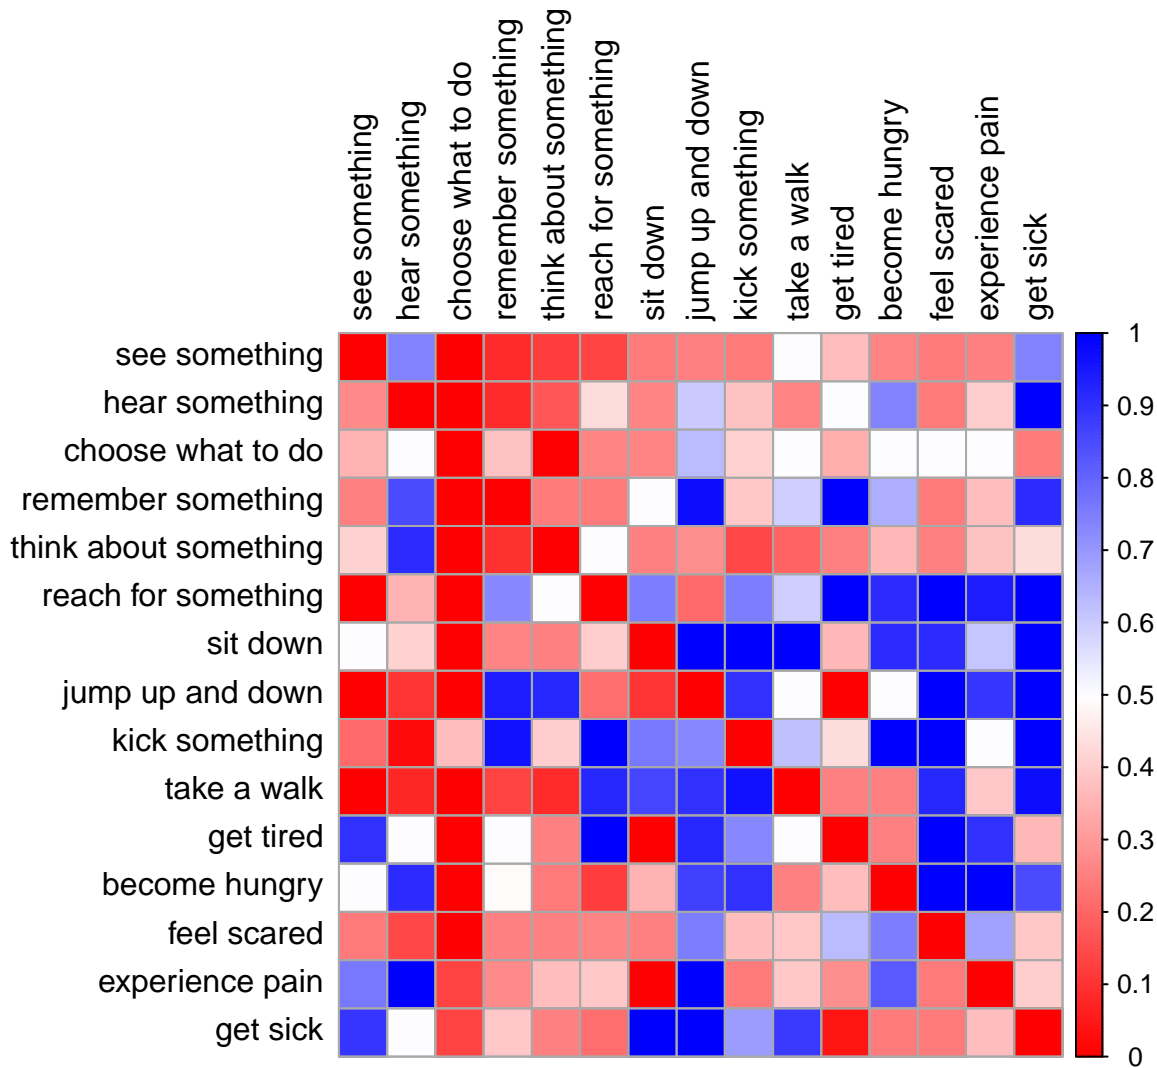 see something
hear something
choose what to do
remember something
think about something
reach for something
sit down
jump up and down
kick something
take a walk
get tired
become hungry
feel scared
experience pain
get sick
see something
hear something
choose what to do
remember something
think about something
reach for something
sit down
jump up and down
kick something
take a walk
get tired
become hungry
feel scared
experience pain
get sick
1
0.9
0.8
0.7
0.6
0.5
0.4
0.3
0.2
0.1
0